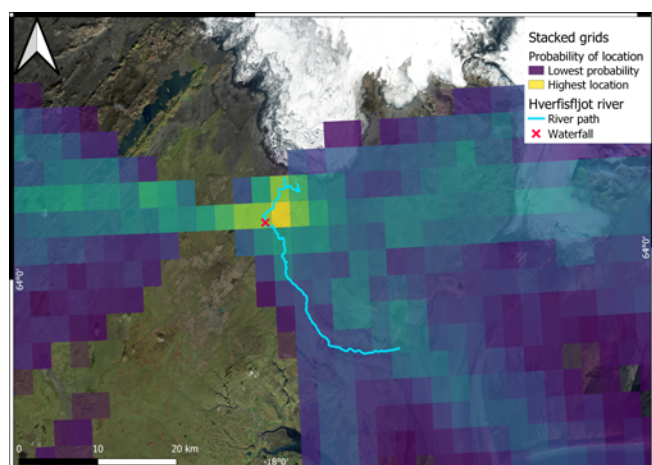 Stacked grids
Probability of location
Lowest probability
Highest location
Hverfisfljot river
River path
Waterfall
64°0'
64°0'
0 10 20 km
-18°0'